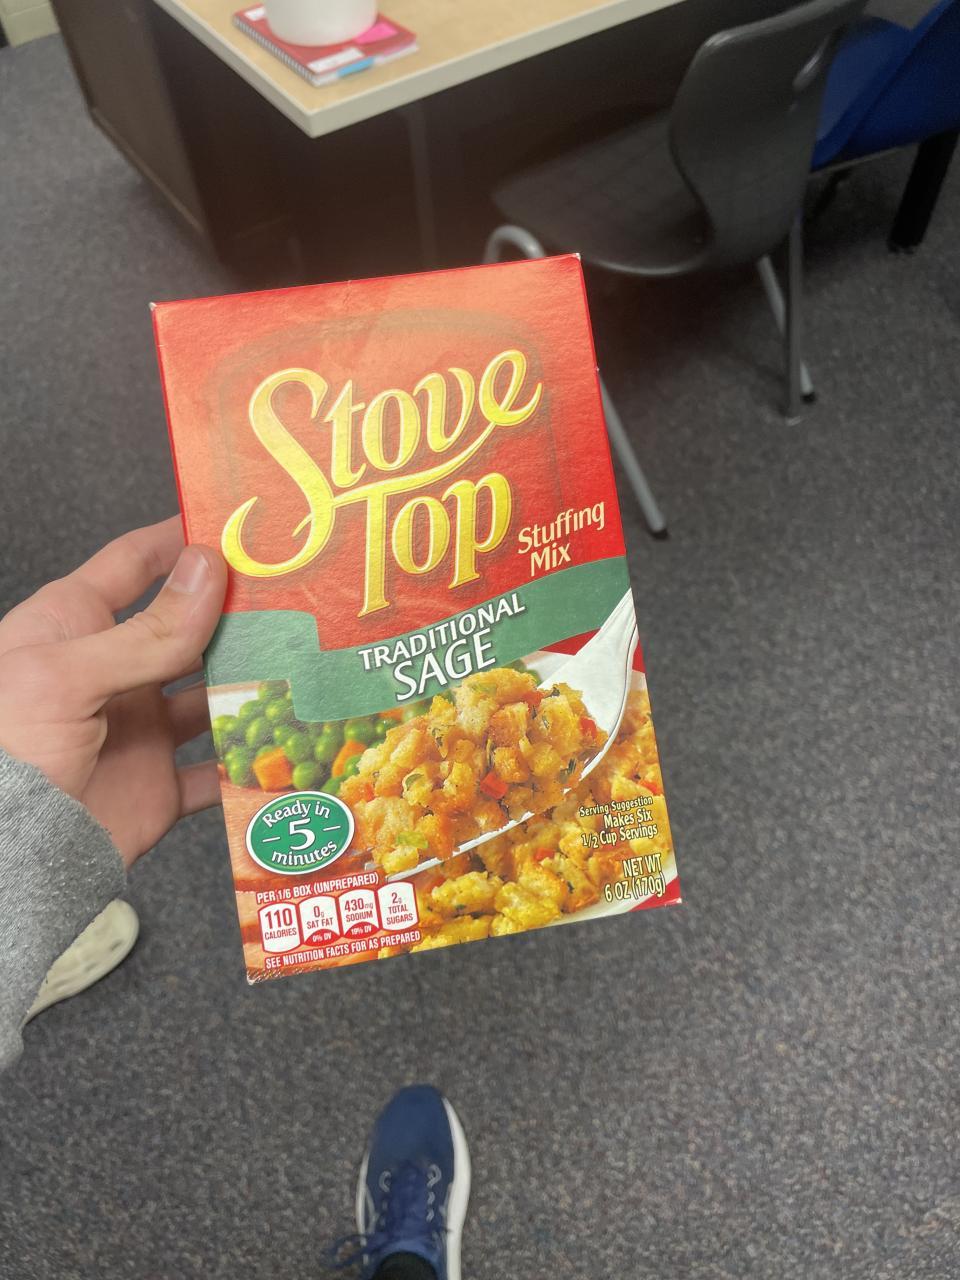 Stove
Top
Stuffing
Mix
TRADITIONAL
SAGE
Ready in
5
minutes
Serving Suggestion
Makes Six
1/2 Cup Servings
NET WT
6 OZ (170g)
PER 1/6 BOX (UNPREPARED)
110
CALORIES
0g
SAT FAT
0% DV
430mg
SODIUM
19% DV
2g
TOTAL
SUGARS
SEE NUTRITION FACTS FOR AS PREPARED